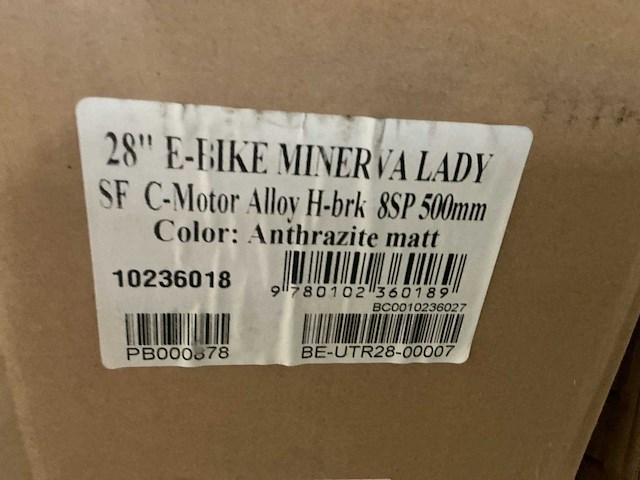 28" E-BIKE MINERVA LADY
SF C-Motor Alloy H-brk 8SP 500mm
Color: Anthrazite matt
10236018
9 780102 360189
BC0010236027
BE-UTR28-00007